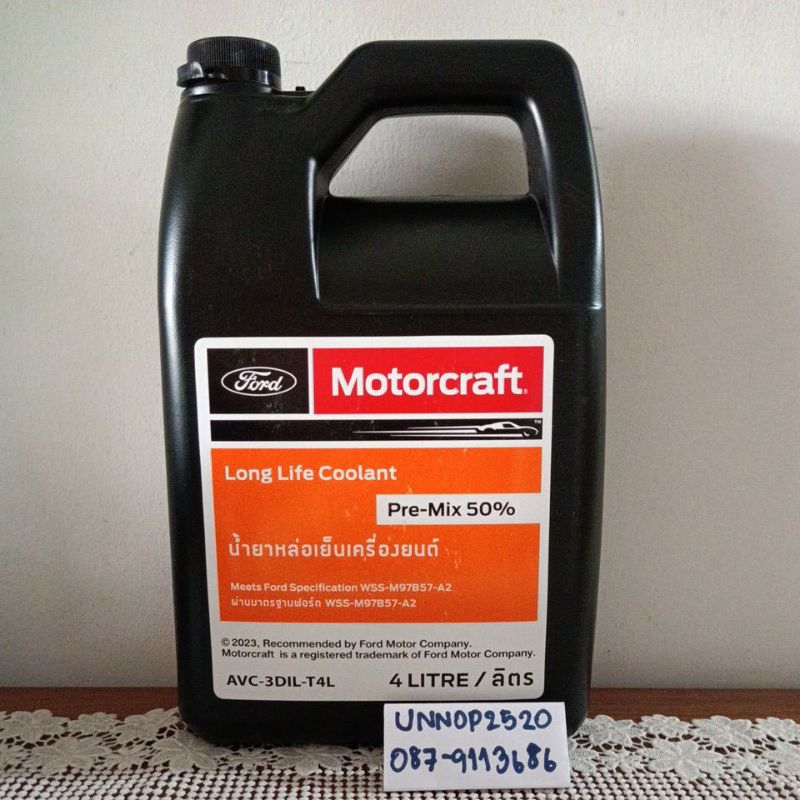 Ford
Motorcraft®
TM
Long Life Coolant
Pre-Mix 50%
น้ำยาหล่อเย็นเครื่องยนต์
Meets Ford Specification WSS-M97B57-A2
ผ่านมาตรฐานฟอร์ด WSS-M97B57-A2
© 2023, Recommended by Ford Motor Company.
Motorcraft is a registered trademark of Ford Motor Company.
AVC-3DIL-T4L 4 LITRE / ลิตร
UNNOP2520
087-9113686